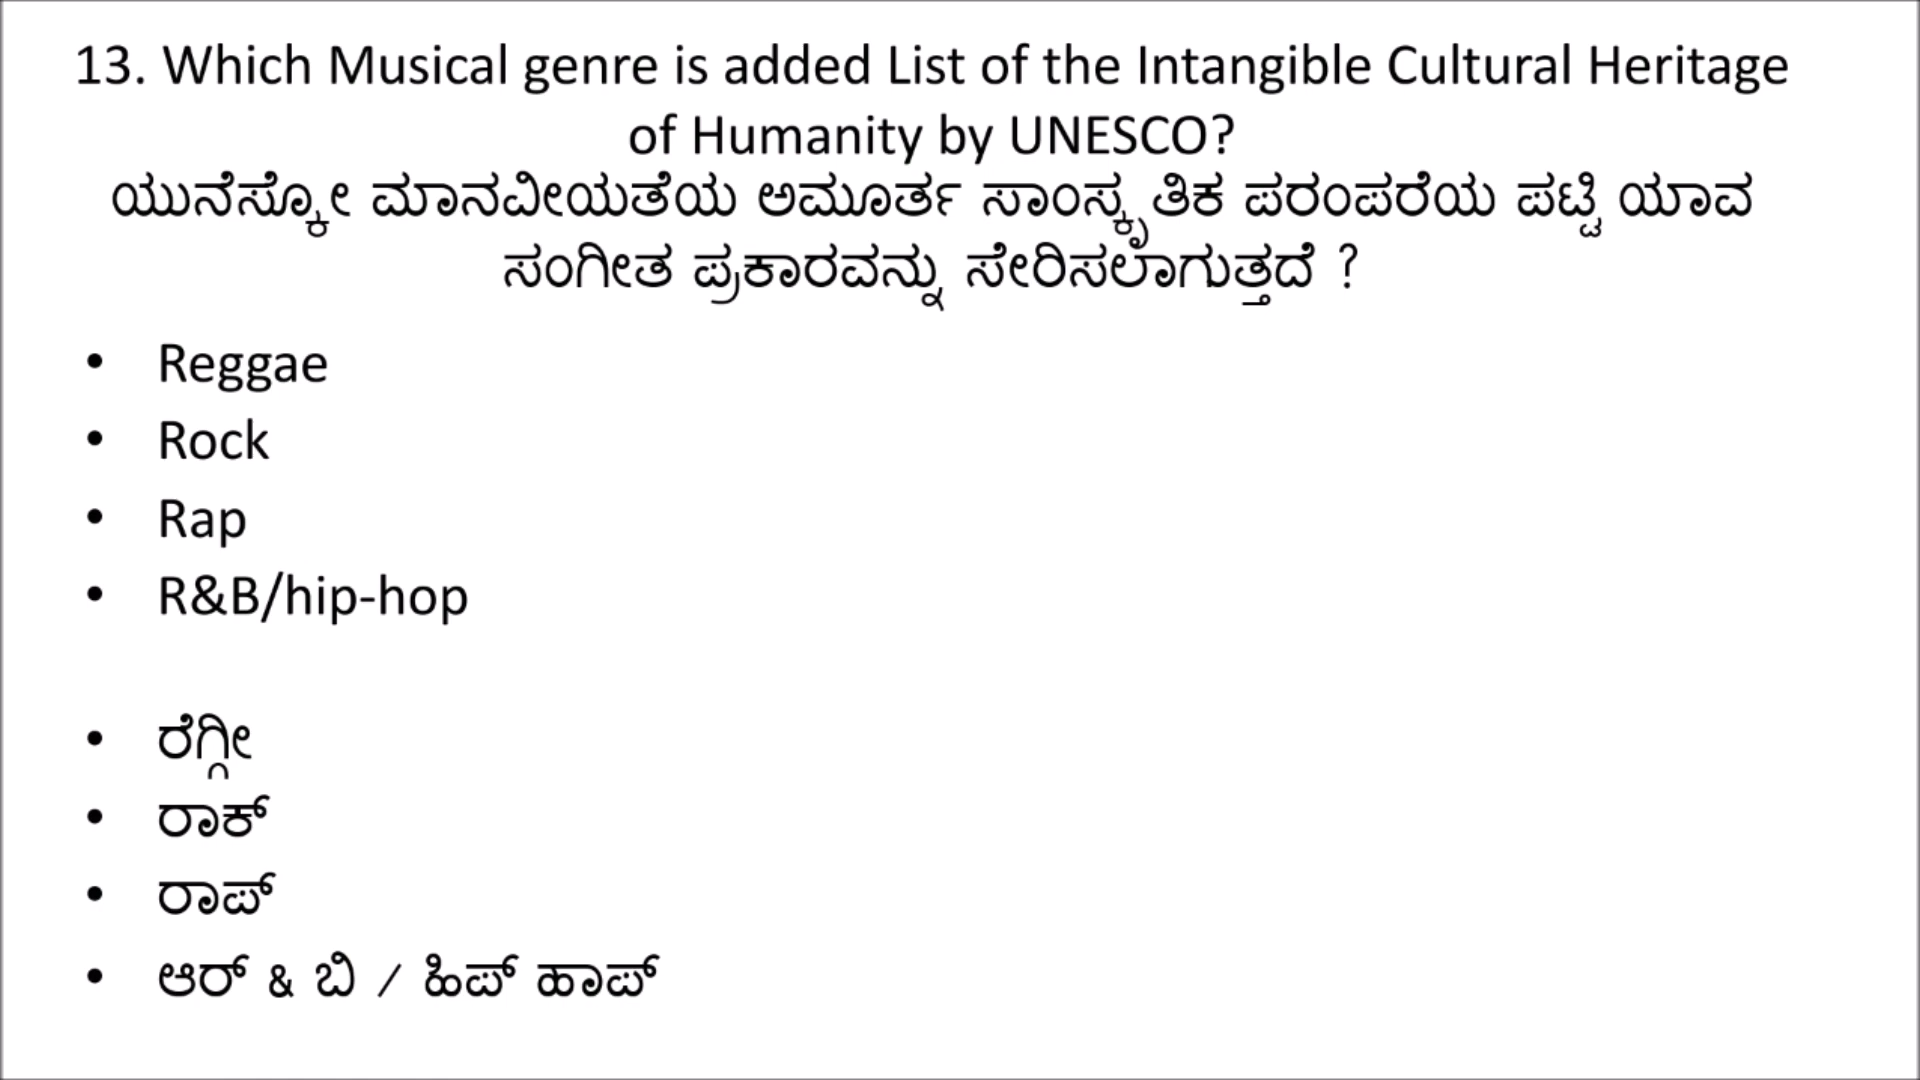 13. Which Musical genre is added List of the Intangible Cultural Heritage
of Humanity by UNESCO?
ಯುನೆಸ್ಕೋ ಮಾನವೀಯತೆಯ ಅಮೂರ್ತ ಸಾಂಸ್ಕೃತಿಕ ಪರಂಪರೆಯ ಪಟ್ಟಿ ಯಾವ
ಸಂಗೀತ ಪ್ರಕಾರವನ್ನು ಸೇರಿಸಲಾಗುತ್ತದೆ ?
• Reggae
• Rock
• Rap
• R&B/hip-hop
• ರೆಗ್ಗೀ
• ರಾಕ್
• ರಾಪ್
• ಆರ್ & ಬಿ / ಹಿಪ್ ಹಾಪ್